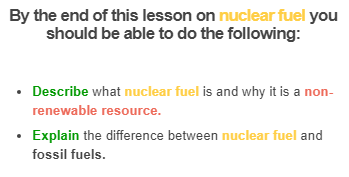 By the end of this lesson on nuclear fuel you
should be able to do the following:
• Describe what nuclear fuel is and why it is a non-
renewable resource.
• Explain the difference between nuclear fuel and
fossil fuels.